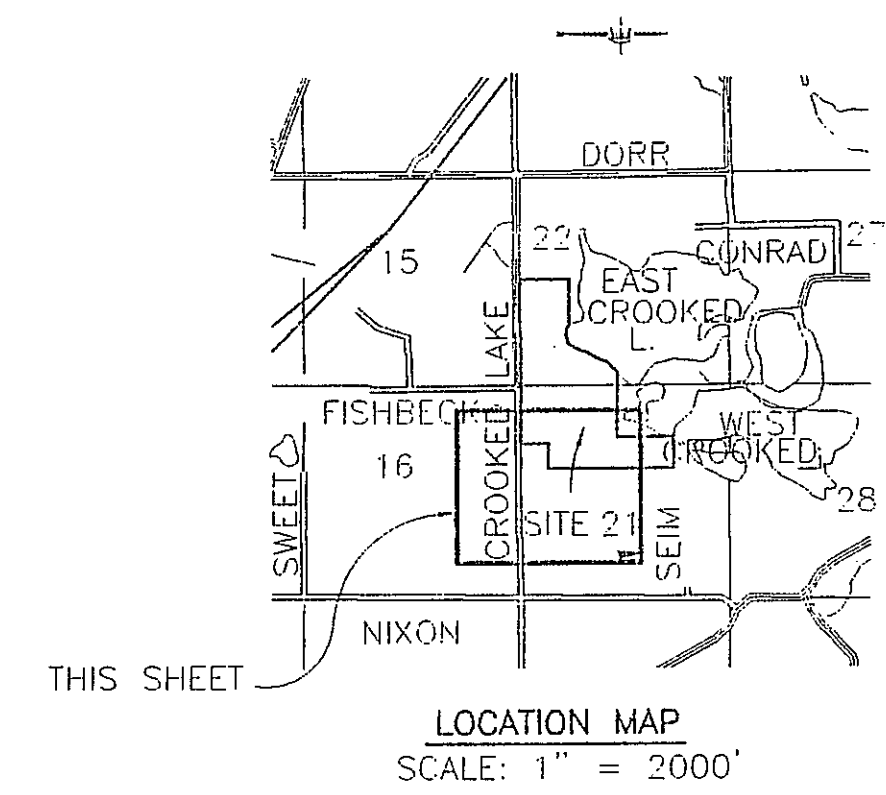 DORR
22
CONRAD
27
15
EAST
CROOKED
L.
LAKE
FISHBECK
CROOKED
WEST
CROOKED
16
28
SWEET
SITE 21
SEIM
NIXON
THIS SHEET
LOCATION MAP
SCALE: 1" = 2000'